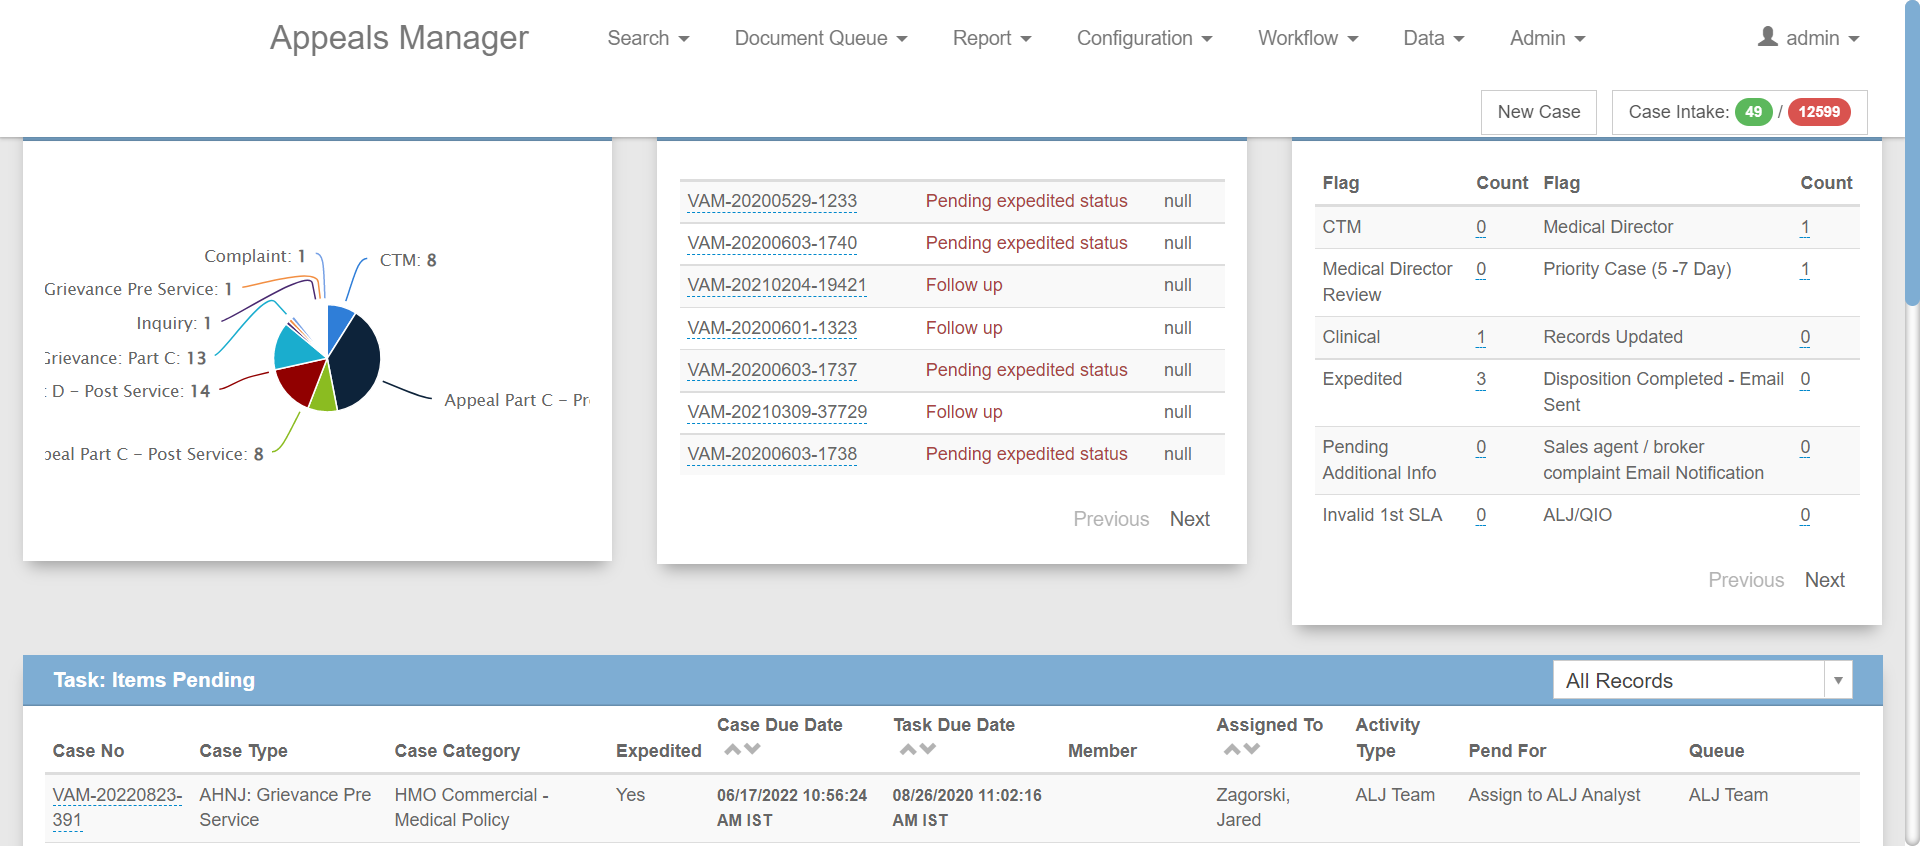 Appeals Manager
Search
Document Queue
Report
Configuration
Workflow
Data
Admin
admin
New Case
Case Intake: 49 / 12599
Complaint: 1
CTM: 8
Grievance Pre Service: 1
Inquiry: 1
Grievance: Part C: 13
D – Post Service: 14
Appeal Part C – Pr
Part C – Post Service: 8
VAM-20200529-1233 Pending expedited status null
VAM-20200603-1740 Pending expedited status null
VAM-20210204-19421 Follow up null
VAM-20200601-1323 Follow up null
VAM-20200603-1737 Pending expedited status null
VAM-20210309-37729 Follow up null
VAM-20200603-1738 Pending expedited status null
Previous Next
Flag Count Flag Count
CTM 0 Medical Director 1
Medical Director Review 0 Priority Case (5 -7 Day) 1
Clinical 1 Records Updated 0
Expedited 3 Disposition Completed - Email Sent 0
Pending Additional Info 0 Sales agent / broker complaint Email Notification 0
Invalid 1st SLA 0 ALJ/QIO 0
Previous Next
Task: Items Pending
All Records
Case No Case Type Case Category Expedited Case Due Date Task Due Date Member Assigned To Activity Type Pend For Queue
VAM-20220823-391 AHNJ: Grievance Pre Service HMO Commercial - Medical Policy Yes 06/17/2022 10:56:24 AM IST 08/26/2020 11:02:16 AM IST Zagorski, Jared ALJ Team Assign to ALJ Analyst ALJ Team